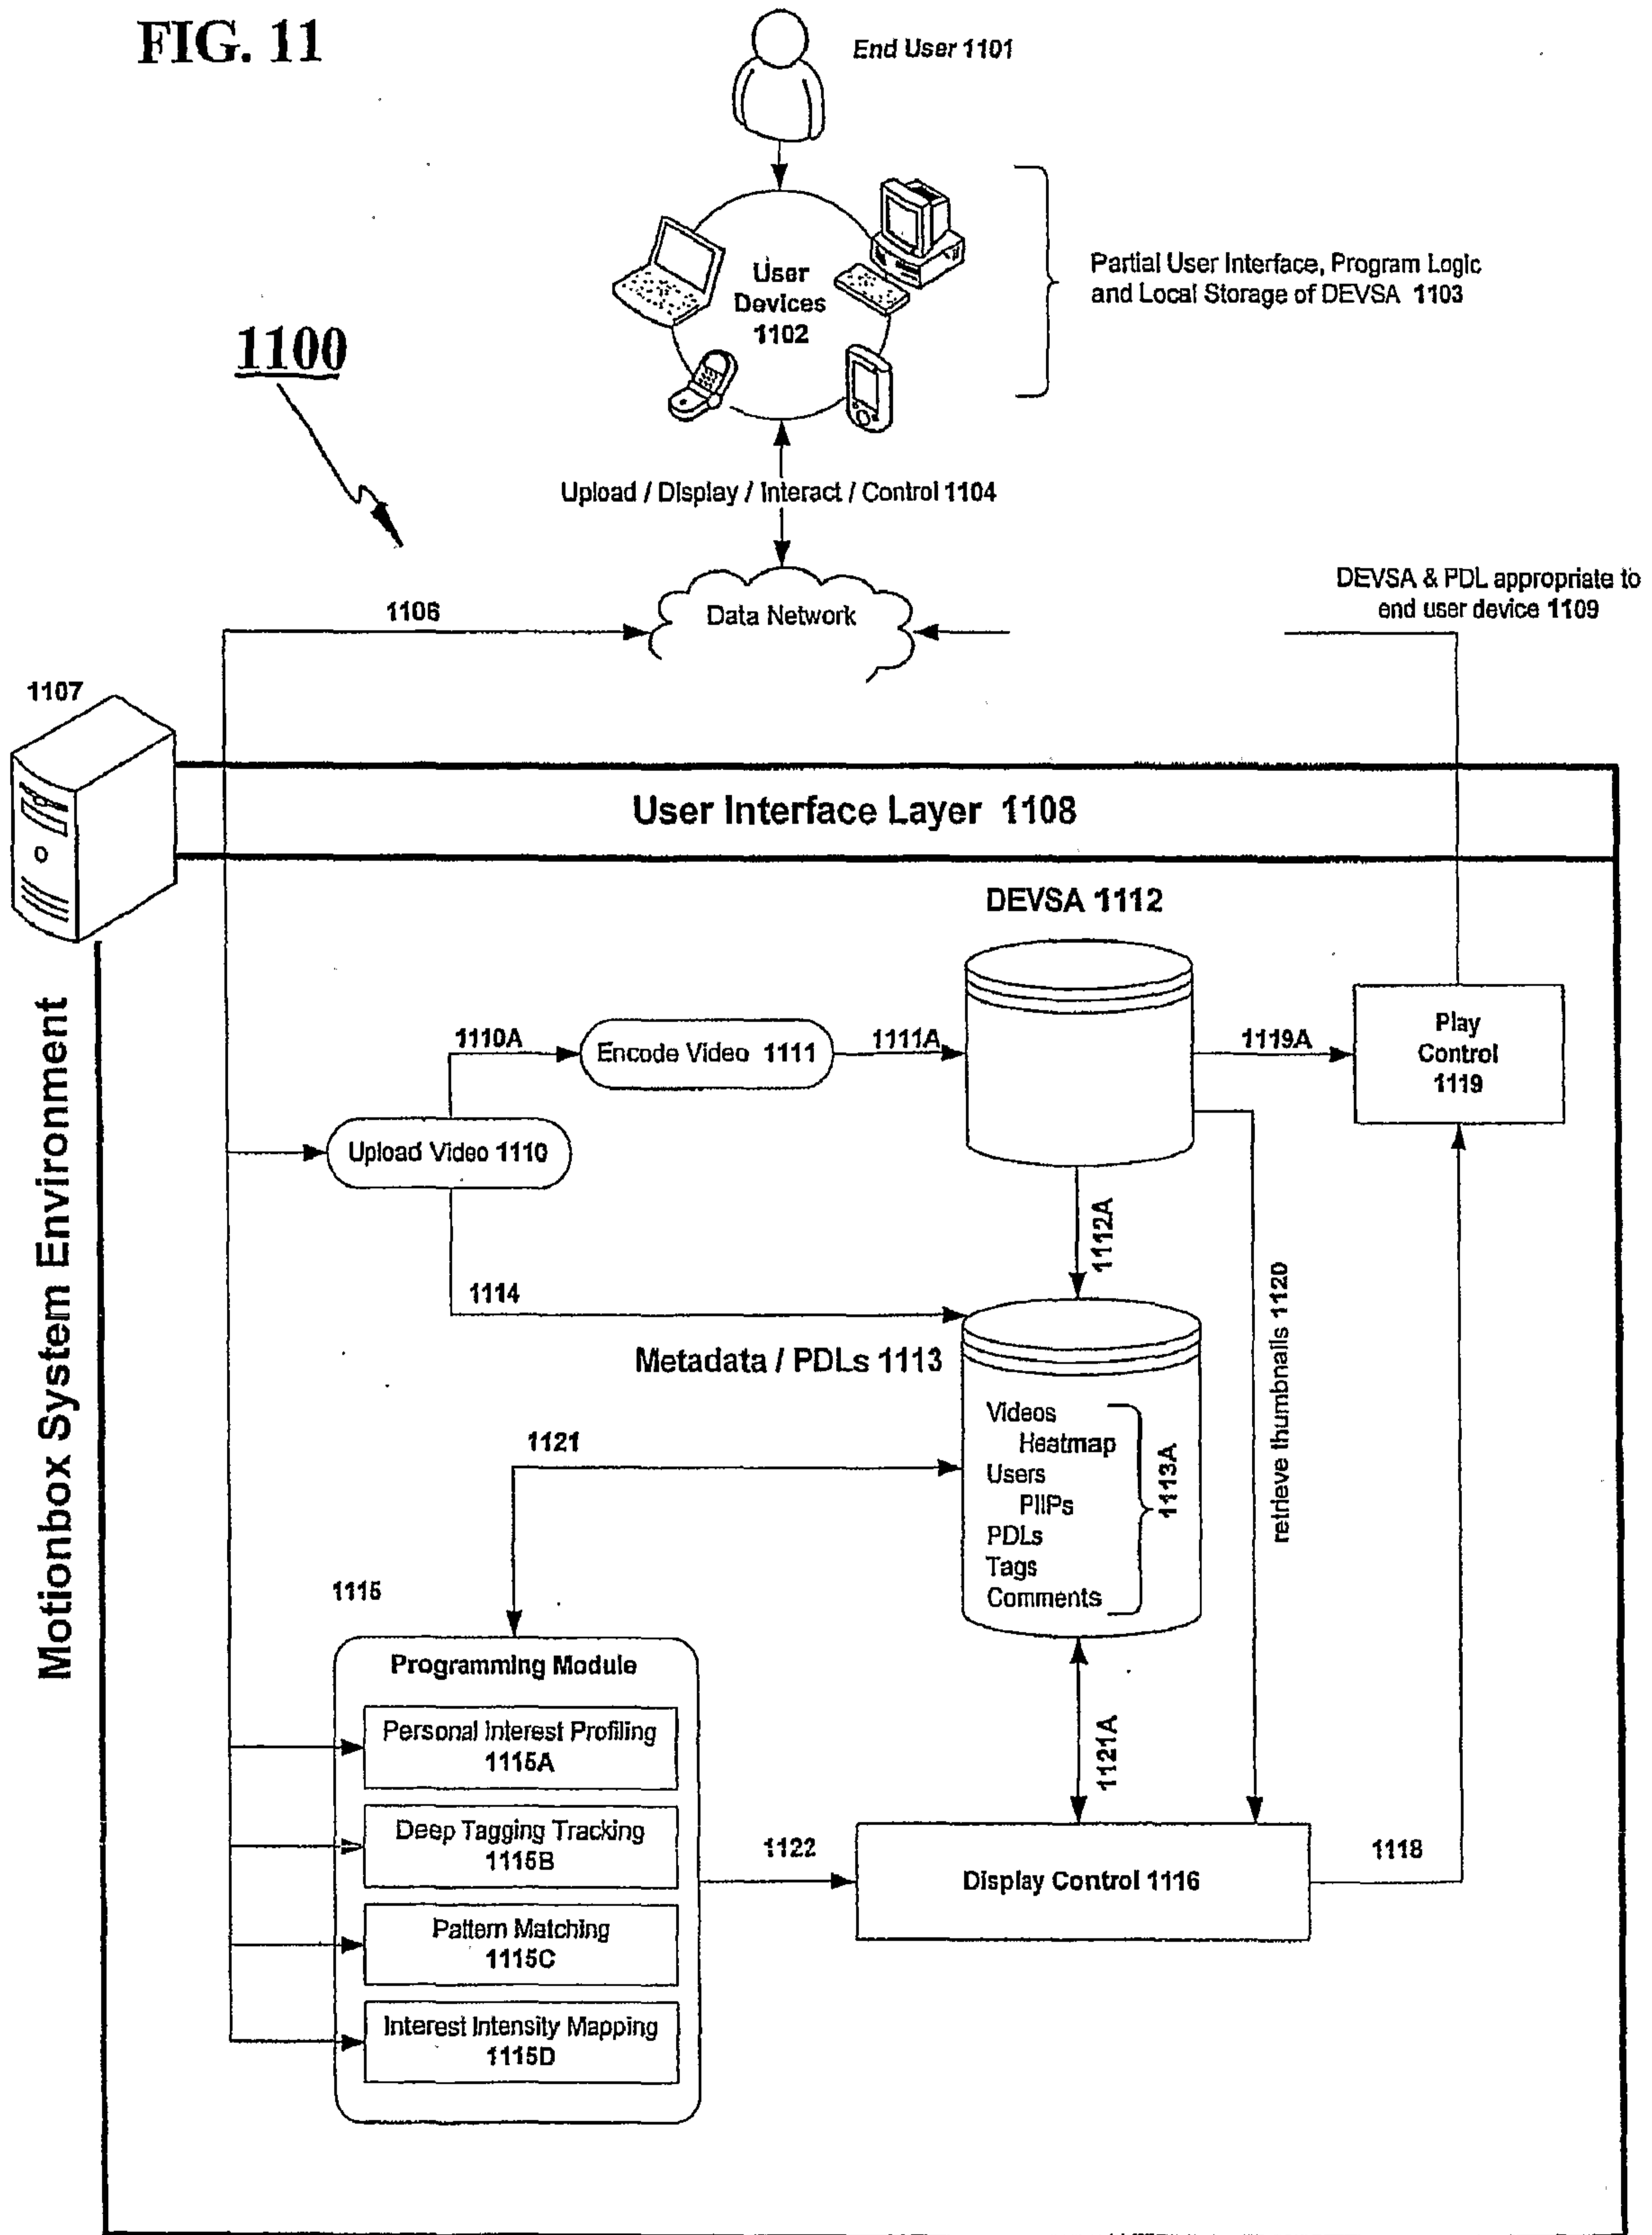 FIG. 11
End User 1101
User
Devices
1102
Partial User Interface, Program Logic
and Local Storage of DEVSA 1103
1100
Upload / Display / Interact / Control 1104
DEVSA & PDL appropriate to
end user device 1109
1106
Data Network
1107
User Interface Layer 1108
DEVSA 1112
Motionbox System Environment
1110A
Encode Video 1111
1111A
1119A
Play
Control
1119
Upload Video 1110
1112A
1114
retrieve thumbnails 1120
Metadata / PDLs 1113
Videos
Heatmap
Users
PIIPs
PDLs
Tags
Comments
1113A
1121
1115
Programming Module
Personal Interest Profiling
1115A
Deep Tagging Tracking
1115B
Pattern Matching
1115C
Interest Intensity Mapping
1115D
1121A
1122
Display Control 1116
1118